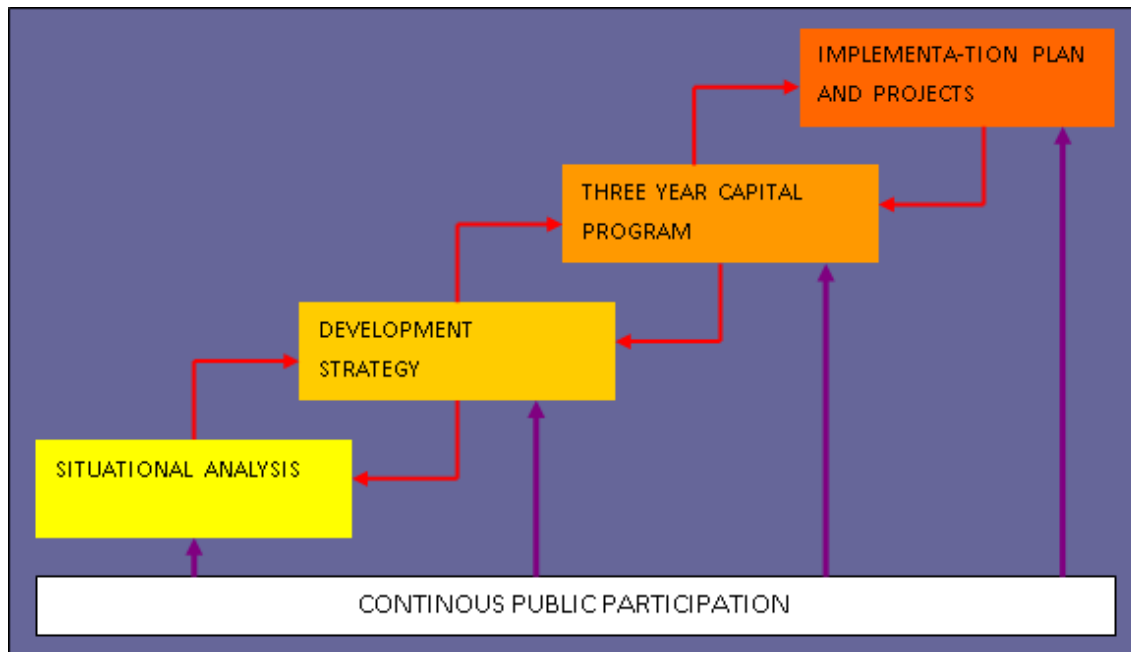 IMPLEMENTA-TION PLAN
AND PROJECTS
THREE YEAR CAPITAL
PROGRAM
DEVELOPMENT
STRATEGY
SITUATIONAL ANALYSIS
CONTINOUS PUBLIC PARTICIPATION